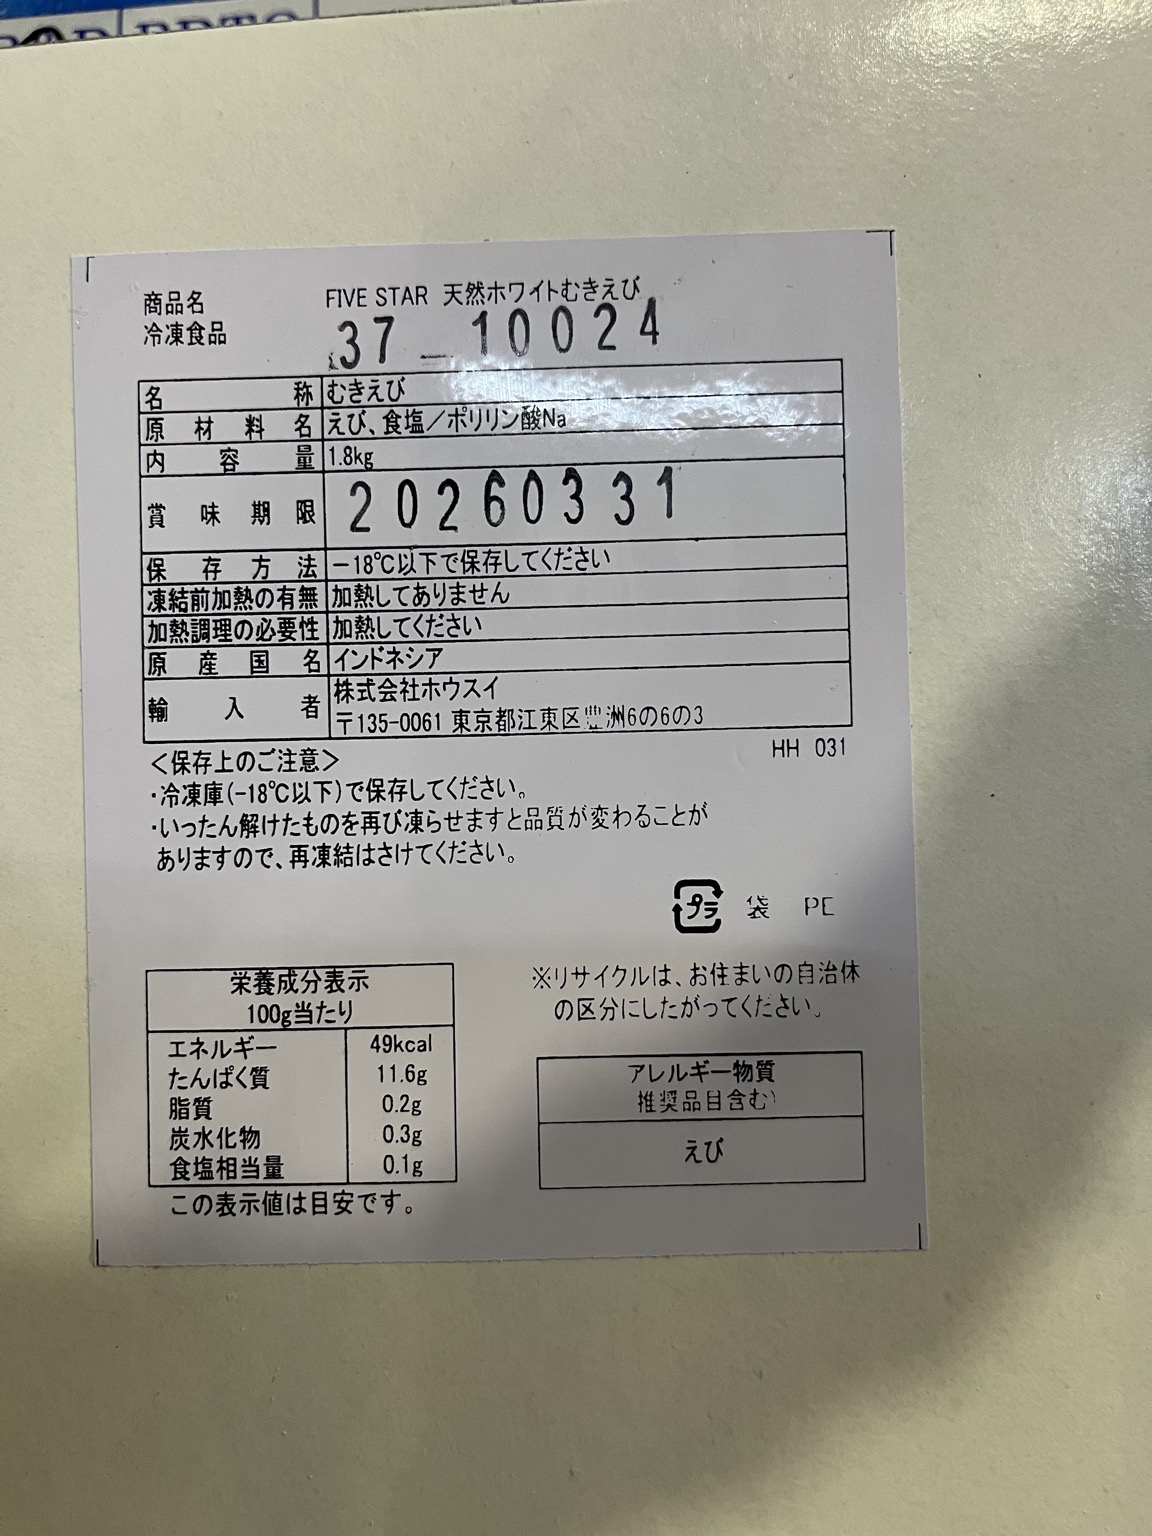 商品名 FIVE STAR 天然ホワイトむきえび
冷凍食品 37 _ 10024
名称 むきえび
原材料名 えび、食塩／ポリリン酸Na
内容量 1.8kg
賞味期限 20260331
保存方法 −18℃以下で保存してください
凍結前加熱の有無 加熱してありません
加熱調理の必要性 加熱してください
原産国名 インドネシア
輸入者 株式会社ホウスイ
〒135-0061 東京都江東区豊洲6の6の3
HH 031
＜保存上のご注意＞
・冷凍庫(−18℃以下)で保存してください。
・いったん解けたものを再び凍らせますと品質が変わることが
ありますので、再凍結はさけてください。
プラ 袋 PE
※リサイクルは、お住まいの自治体
の区分にしたがってください。
栄養成分表示
100g当たり
エネルギー 49kcal
たんぱく質 11.6g
脂質 0.2g
炭水化物 0.3g
食塩相当量 0.1g
この表示値は目安です。
アレルギー物質
推奨品目含む)
えび